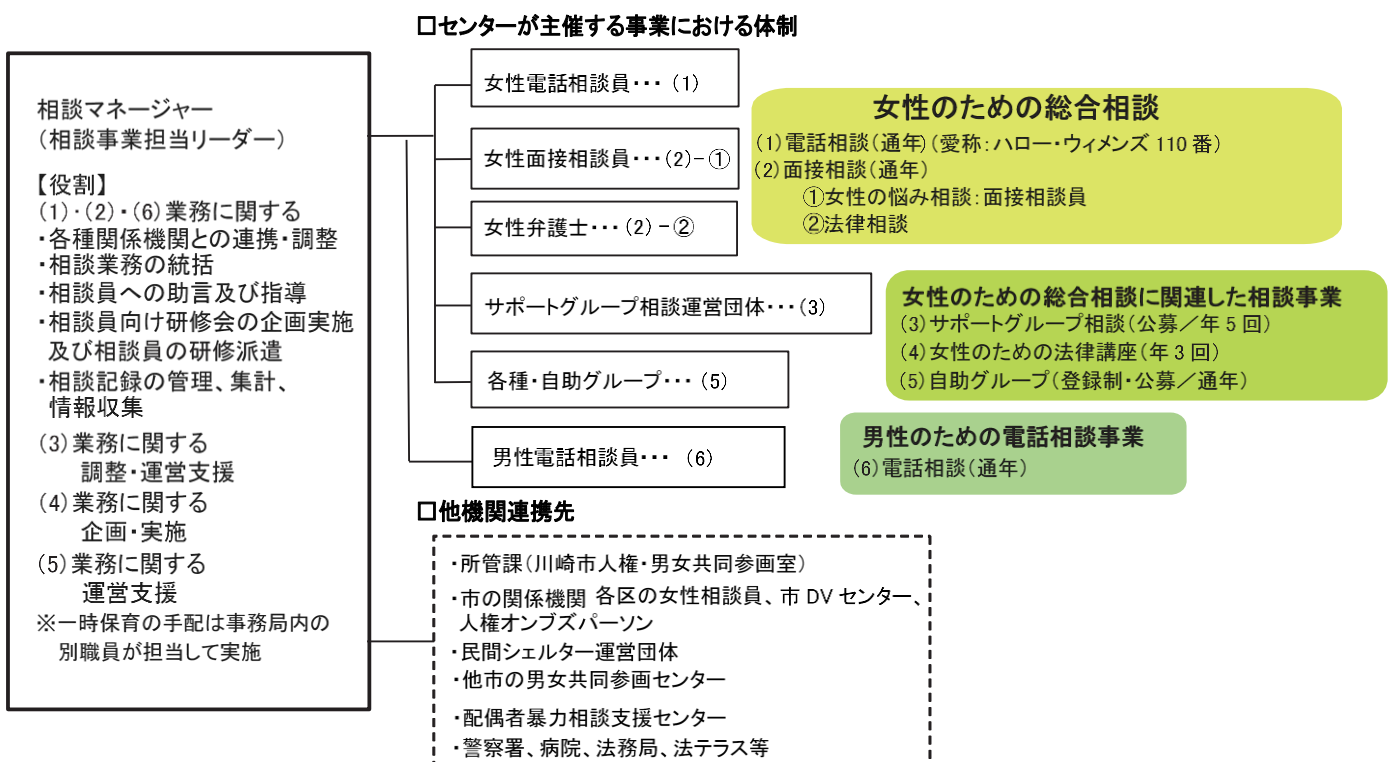 □センターが主催する事業における体制
相談マネージャー
(相談事業担当リーダー)
【役割】
(1)・(2)・(6)業務に関する
・各種関係機関との連携・調整
・相談業務の統括
・相談員への助言及び指導
・相談員向け研修会の企画実施
及び相談員の研修派遣
・相談記録の管理、集計、
情報収集
(3)業務に関する
調整・運営支援
(4)業務に関する
企画・実施
(5)業務に関する
運営支援
※一時保育の手配は事務局内の
別職員が担当して実施
女性電話相談員・・・ (1)
女性面接相談員・・・(2)-①
女性弁護士・・・(2)-②
サポートグループ相談運営団体・・・(3)
各種・自助グループ・・・ (5)
男性電話相談員・・・ (6)
女性のための総合相談
(1)電話相談(通年)(愛称:ハロー・ウィメンズ 110 番)
(2)面接相談(通年)
①女性の悩み相談:面接相談員
②法律相談
女性のための総合相談に関連した相談事業
(3)サポートグループ相談(公募/年 5 回)
(4)女性のための法律講座(年 3 回)
(5)自助グループ(登録制・公募/通年)
男性のための電話相談事業
(6)電話相談(通年)
□他機関連携先
・所管課(川崎市人権・男女共同参画室)
・市の関係機関 各区の女性相談員、市 DV センター、
人権オンブズパーソン
・民間シェルター運営団体
・他市の男女共同参画センター
・配偶者暴力相談支援センター
・警察署、病院、法務局、法テラス等